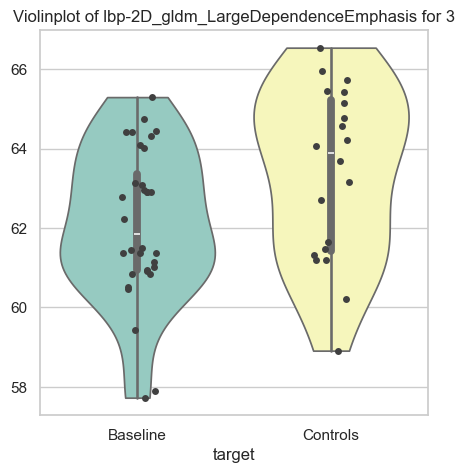 Violinplot of lbp-2D_gldm_LargeDependenceEmphasis for 3
66
64
62
60
58
Baseline Controls
target